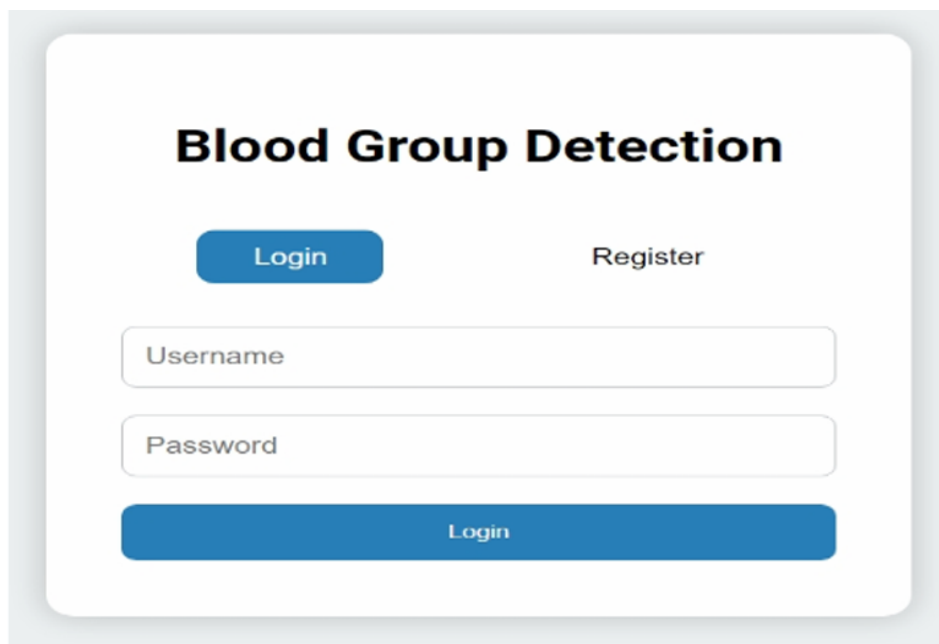 Blood Group Detection
Login Register
Username
Password
Login